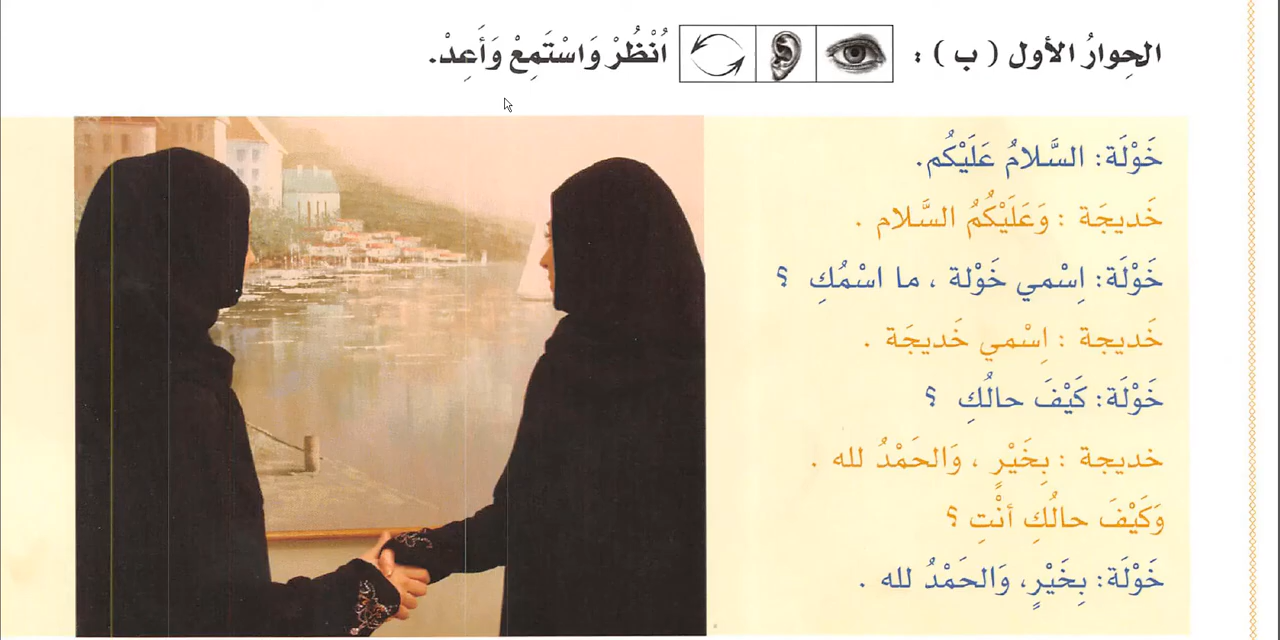 الحِوارُ الأول ( ب ) : اُنْظُرْ وَاسْتَمِعْ وَأَعِدْ.
خَوْلَة: السَّلامُ عَلَيْكُم.
خَديجَة : وَعَلَيْكُمُ السَّلام .
خَوْلَة: اِسْمي خَوْلة ، ما اسْمُكِ ؟
خَديجة : اِسْمي خَديجَة .
خَوْلَة: كَيْفَ حالُكِ ؟
خديجة : بِخَيْرٍ ، وَالحَمْدُ لله .
وَكَيْفَ حالُكِ أنْتِ ؟
خَوْلَة: بِخَيْرٍ، وَالحَمْدُ لله .